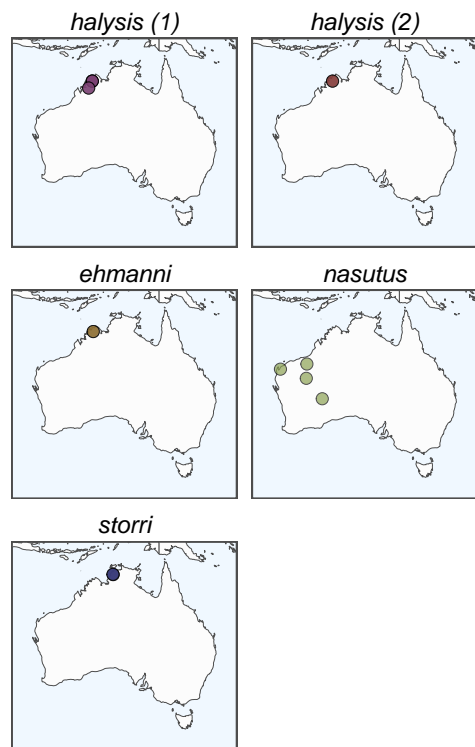 halysis (1)
halysis (2)
ehmanni
nasutus
storri